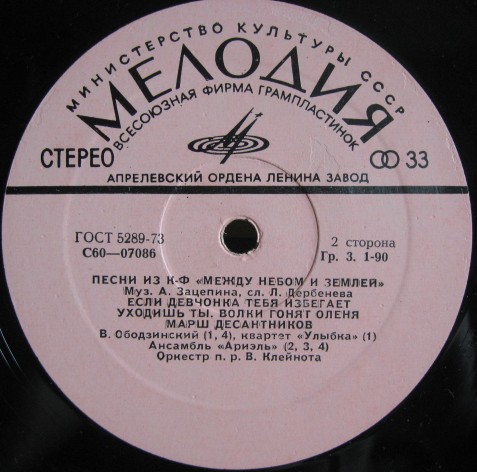 МИНИСТЕРСТВО КУЛЬТУРЫ СССР
МЕЛОДИЯ
ВСЕСОЮЗНАЯ ФИРМА ГРАМПЛАСТИНОК
СТЕРЕО
33
АПРЕЛЕВСКИЙ ОРДЕНА ЛЕНИНА ЗАВОД
ГОСТ 5289-73
С60—07086
2 сторона
Гр. 3. 1-90
ПЕСНИ ИЗ К-Ф «МЕЖДУ НЕБОМ И ЗЕМЛЕЙ»
Муз. А. Зацепина, сл. Л. Дербенева
ЕСЛИ ДЕВЧОНКА ТЕБЯ ИЗБЕГАЕТ
УХОДИШЬ ТЫ, ВОЛКИ ГОНЯТ ОЛЕНЯ
МАРШ ДЕСАНТНИКОВ
В. Ободзинский (1, 4), квартет «Улыбка» (1)
Ансамбль «Ариэль» (2, 3, 4)
Оркестр п. р. В. Клейнота